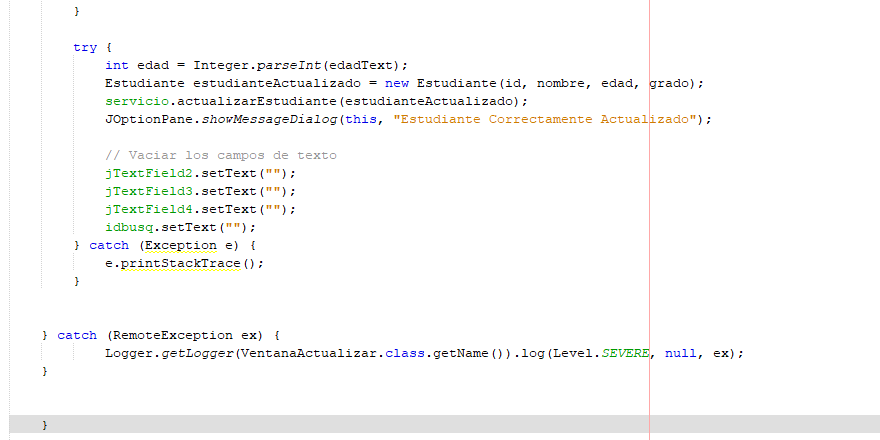 }
try {
int edad = Integer.parseInt(edadText);
Estudiante estudianteActualizado = new Estudiante(id, nombre, edad, grado);
servicio.actualizarEstudiante(estudianteActualizado);
JOptionPane.showMessageDialog(this, "Estudiante Correctamente Actualizado");
// Vaciar los campos de texto
jTextField2.setText("");
jTextField3.setText("");
jTextField4.setText("");
idbusq.setText("");
} catch (Exception e) {
e.printStackTrace();
}
} catch (RemoteException ex) {
Logger.getLogger(VentanaActualizar.class.getName()).log(Level.SEVERE, null, ex);
}
}